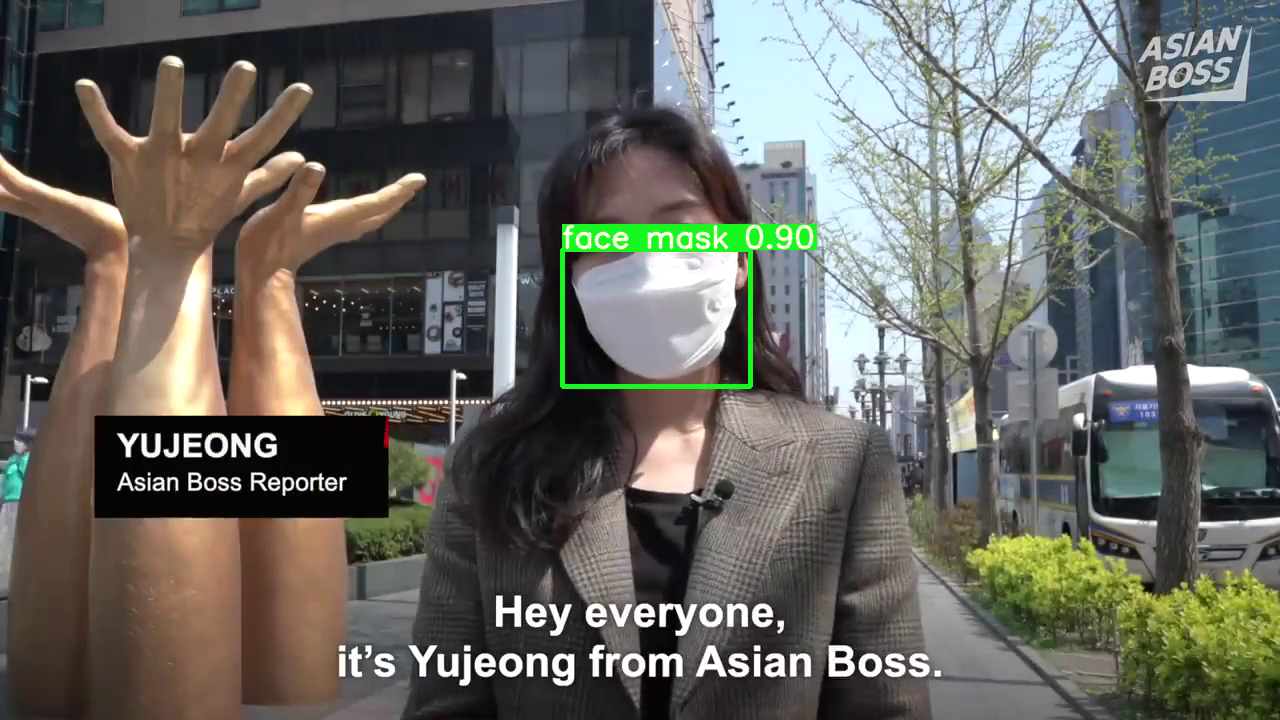 ASIAN
BOSS
face mask 0.90
YUJEONG
Asian Boss Reporter
Hey everyone,
it's Yujeong from Asian Boss.